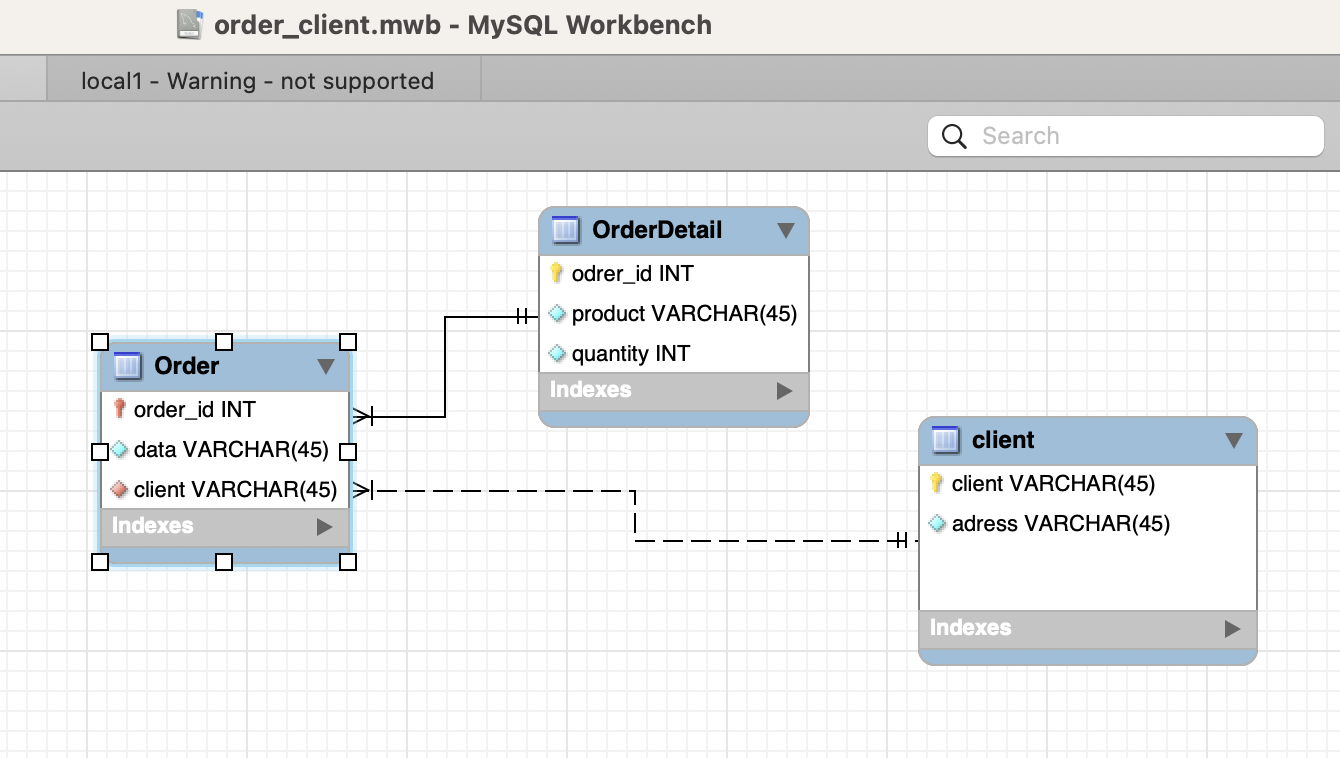 order_client.mwb - MySQL Workbench
local1 - Warning - not supported
Search
OrderDetail
odrer_id INT
product VARCHAR(45)
quantity INT
Indexes
Order
order_id INT
data VARCHAR(45)
client VARCHAR(45)
Indexes
client
client VARCHAR(45)
adress VARCHAR(45)
Indexes